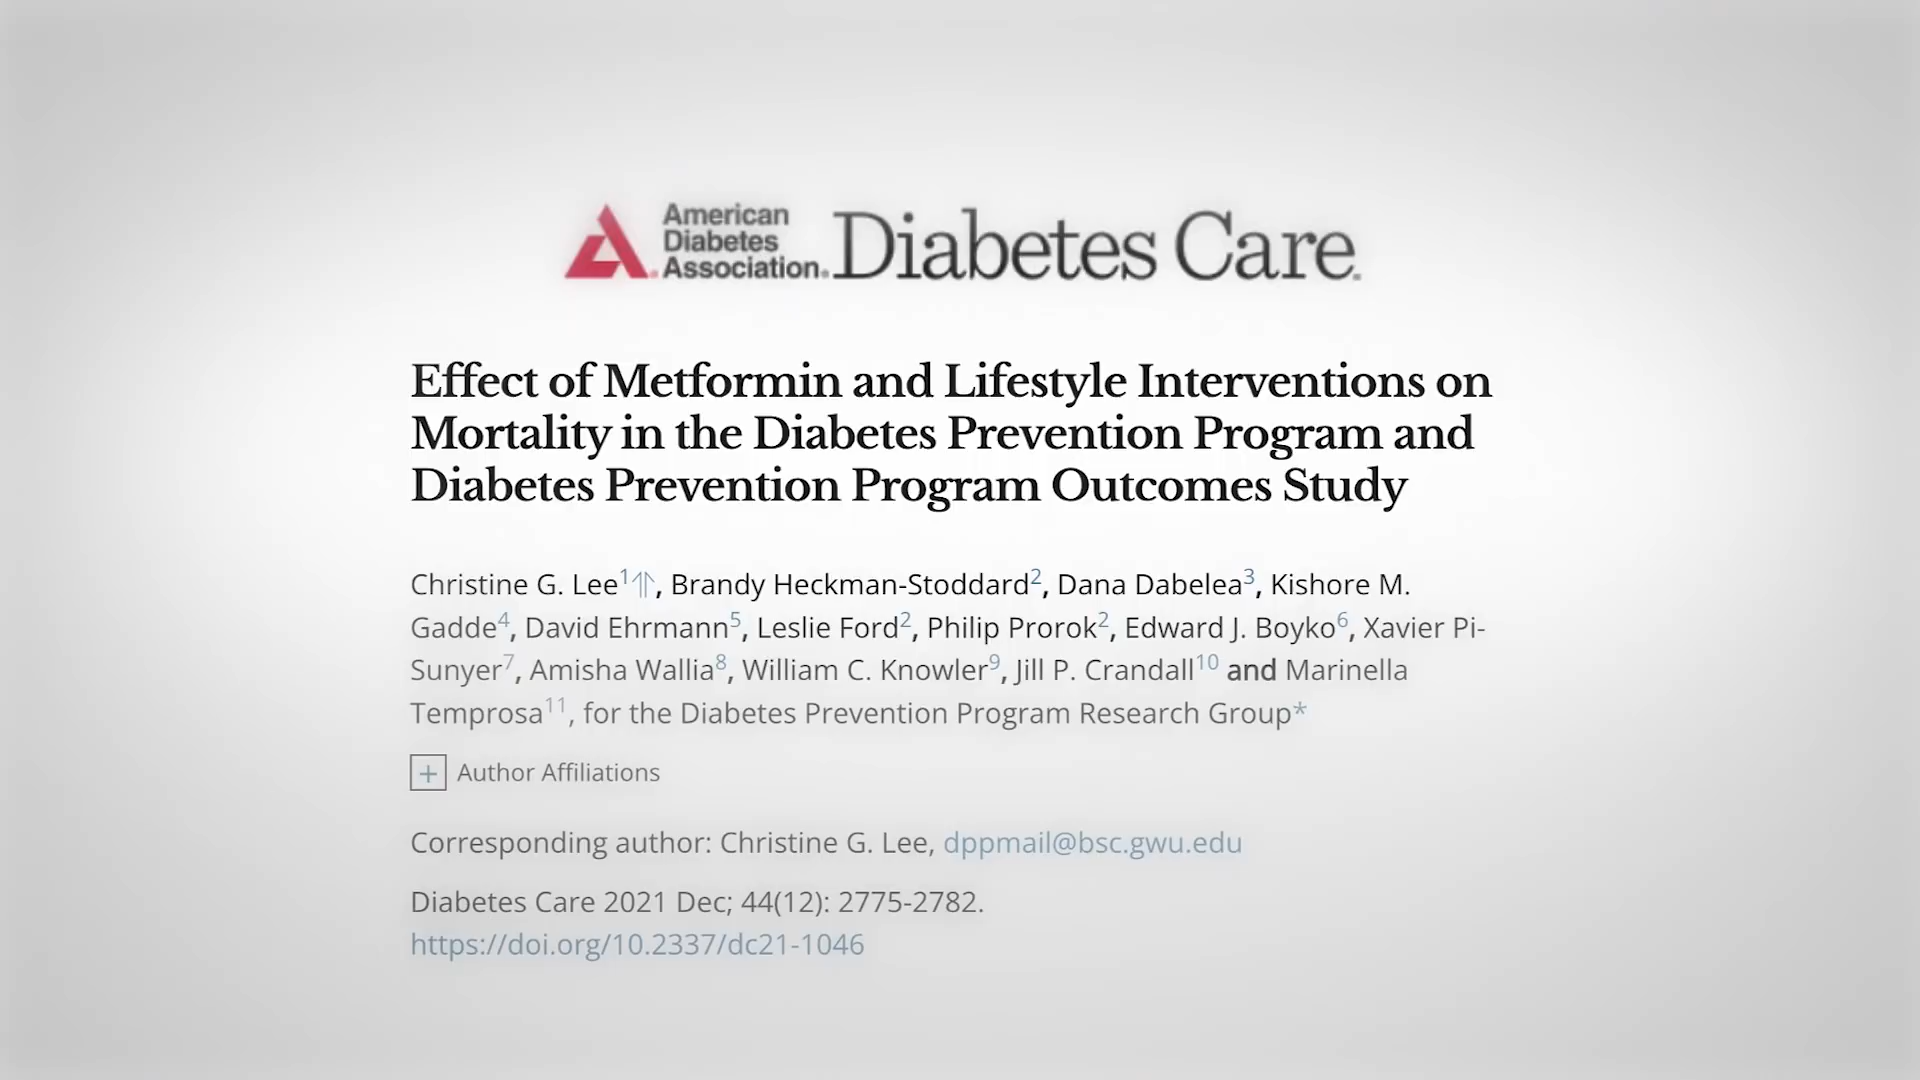 American
Diabetes
Association.
Diabetes Care.
Effect of Metformin and Lifestyle Interventions on
Mortality in the Diabetes Prevention Program and
Diabetes Prevention Program Outcomes Study
Christine G. Lee1⇑, Brandy Heckman-Stoddard2, Dana Dabelea3, Kishore M.
Gadde4, David Ehrmann5, Leslie Ford2, Philip Prorok2, Edward J. Boyko6, Xavier Pi-
Sunyer7, Amisha Wallia8, William C. Knowler9, Jill P. Crandall10 and Marinella
Temprosa11, for the Diabetes Prevention Program Research Group*
+ Author Affiliations
Corresponding author: Christine G. Lee, dppmail@bsc.gwu.edu
Diabetes Care 2021 Dec; 44(12): 2775-2782.
https://doi.org/10.2337/dc21-1046